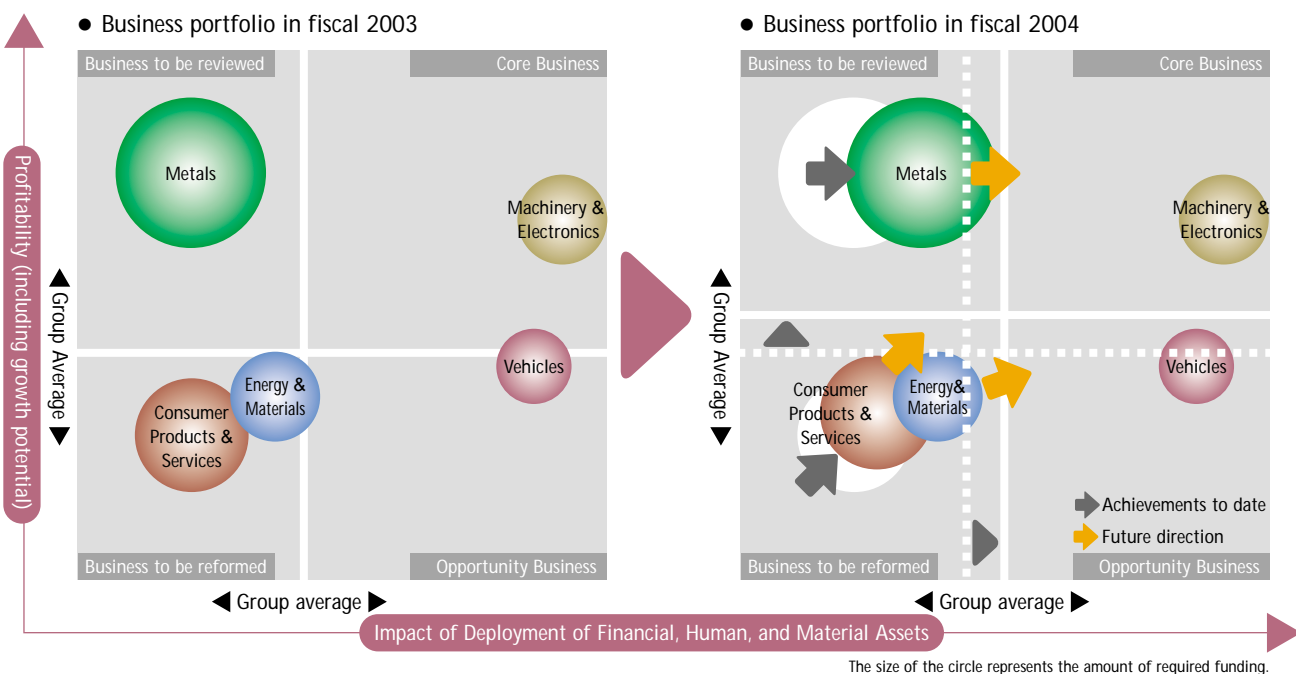 ● Business portfolio in fiscal 2003
Business to be reviewed
Core Business
Metals
Machinery &
Electronics
Vehicles
Energy &
Materials
Consumer
Products &
Services
Business to be reformed
Opportunity Business
◀ Group average ▶
◀ Group Average ▶
Profitability (including growth potential)
● Business portfolio in fiscal 2004
Business to be reviewed
Core Business
Metals
Machinery &
Electronics
Vehicles
Energy&
Materials
Consumer
Products &
Services
Achievements to date
Future direction
Business to be reformed
Opportunity Business
◀ Group average ▶
◀ Group Average ▶
Impact of Deployment of Financial, Human, and Material Assets
The size of the circle represents the amount of required funding.